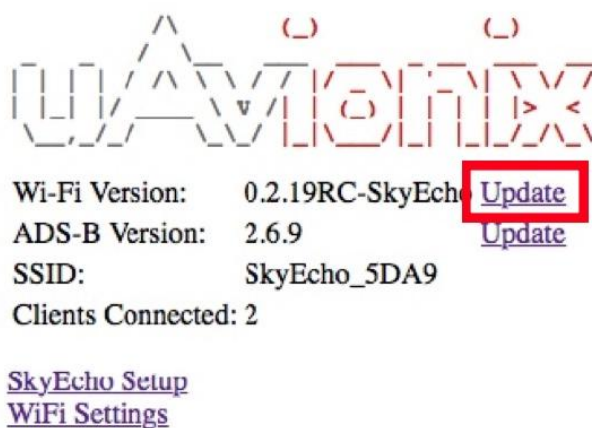 uAvionix
Wi-Fi Version: 0.2.19RC-SkyEcho Update
ADS-B Version: 2.6.9 Update
SSID: SkyEcho_5DA9
Clients Connected: 2
SkyEcho Setup
WiFi Settings